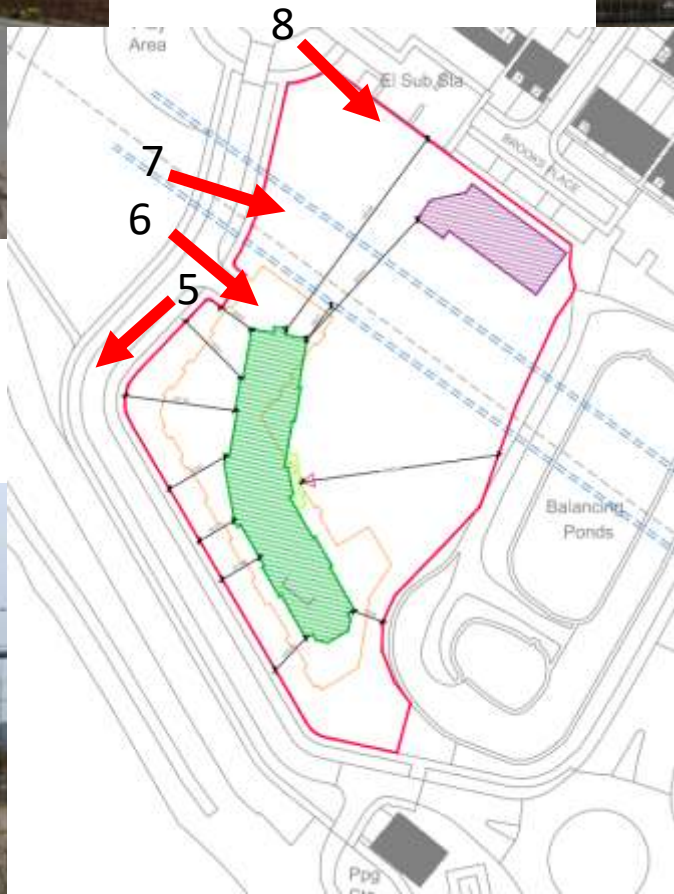 8
Area
El Sub Sta
BROOKS PLACE
7
6
5
Balancing
Ponds
Ppg